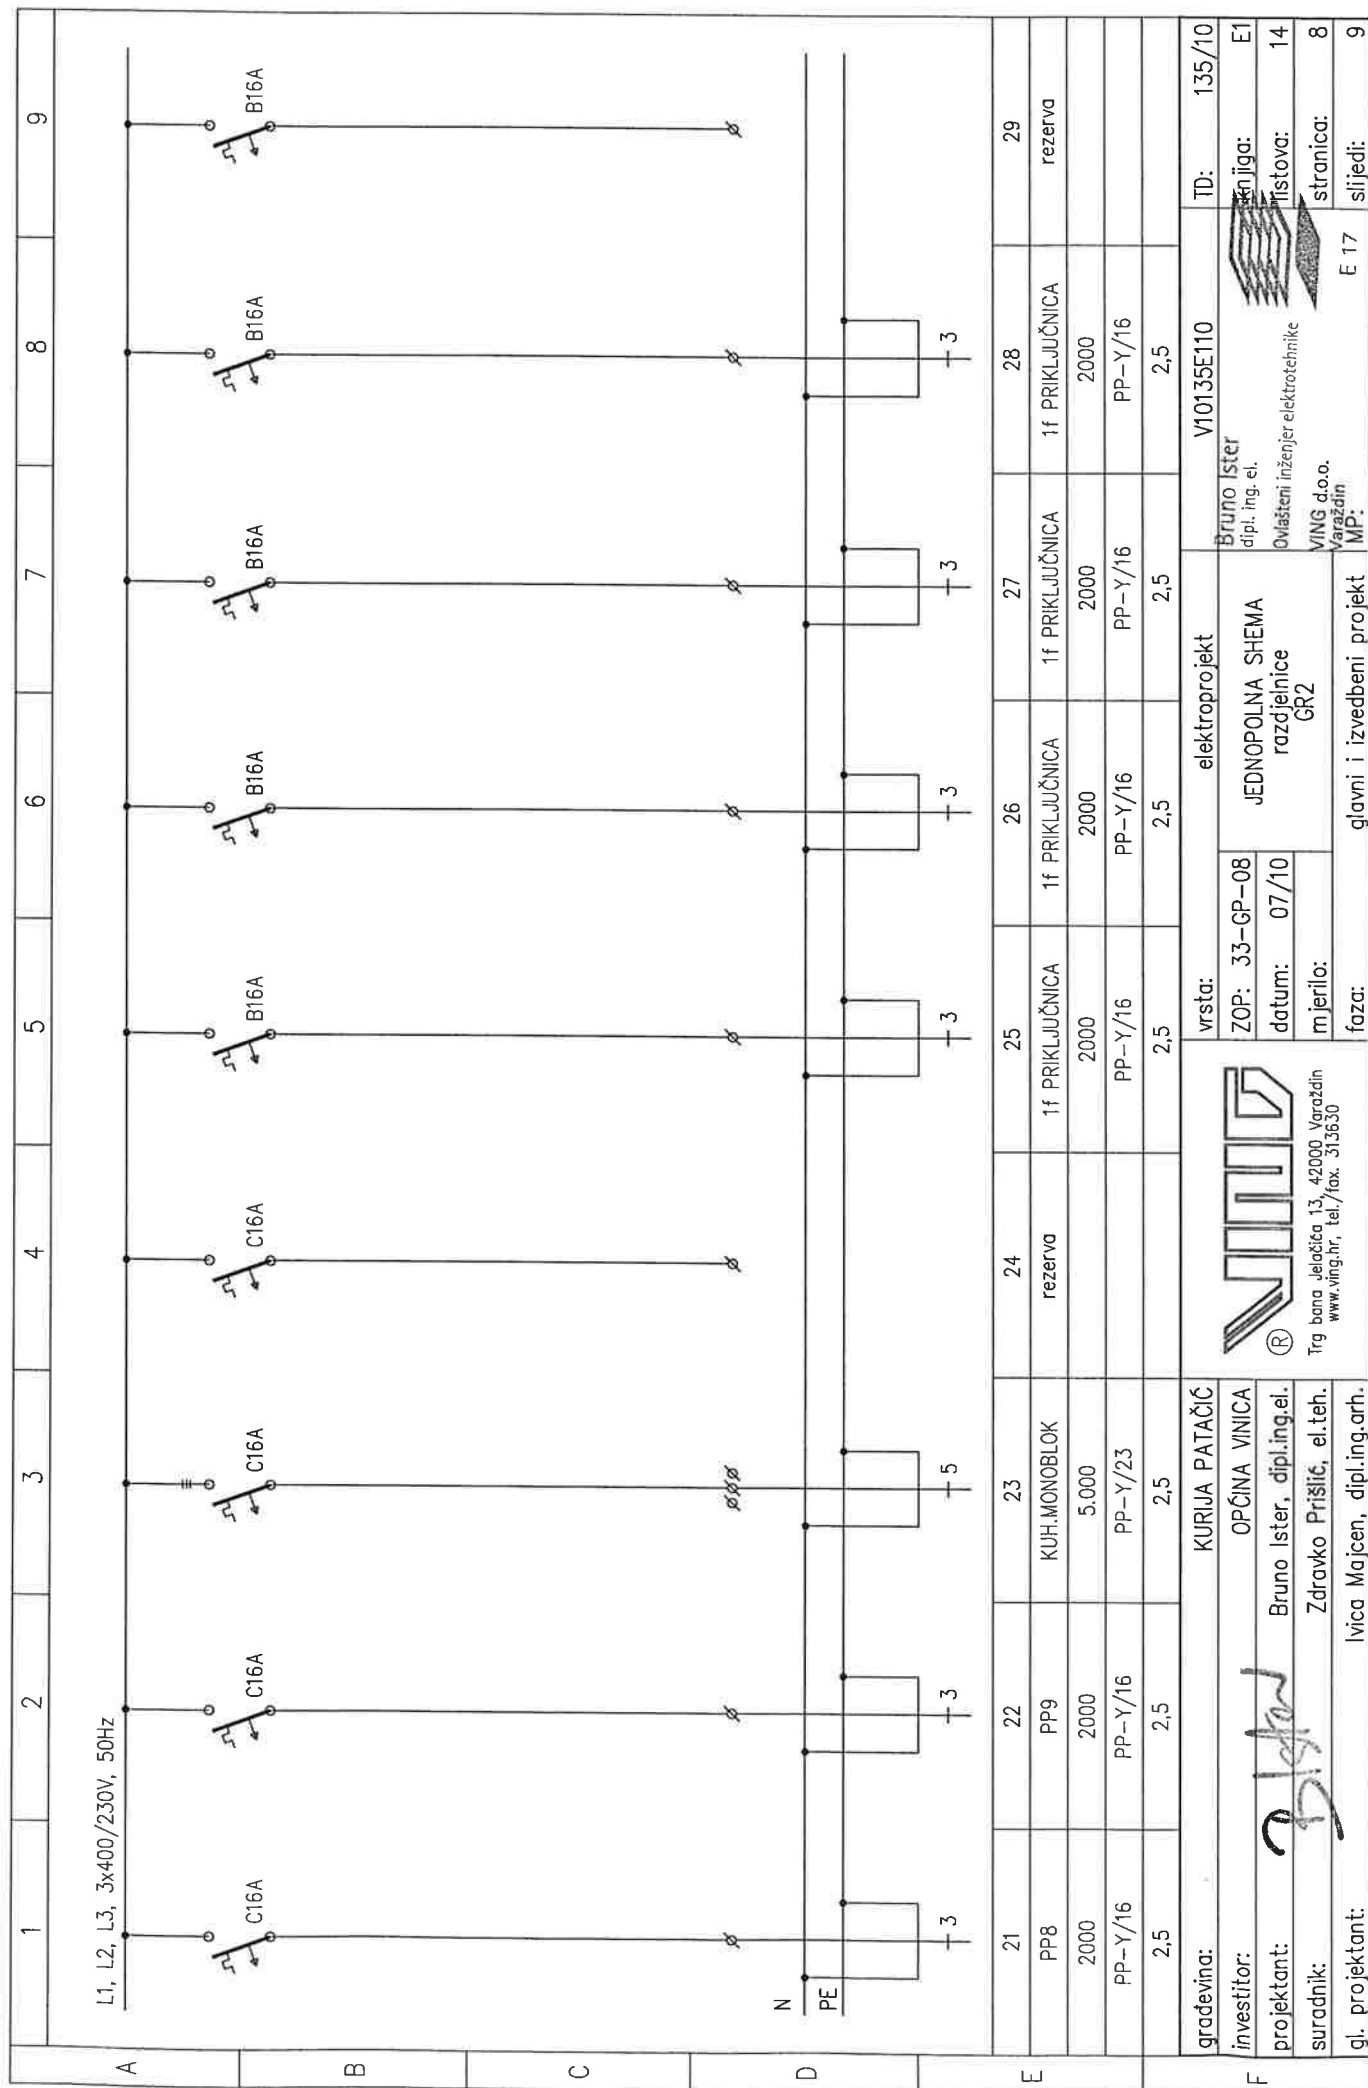 1 2 3 4 5 6 7 8 9
A
B
C
D
E
F
L1, L2, L3, 3x400/230V, 50Hz
C16A C16A C16A C16A B16A B16A B16A B16A B16A
N
PE
3 3 5 3 3 3 3
21 22 23 24 25 26 27 28 29
PP8 PP9 KUH.MONOBLOK rezerva 1f PRIKLJUČNICA 1f PRIKLJUČNICA 1f PRIKLJUČNICA 1f PRIKLJUČNICA rezerva
2000 2000 5.000 2000 2000 2000 2000
PP-Y/16 PP-Y/16 PP-Y/23 PP-Y/16 PP-Y/16 PP-Y/16 PP-Y/16
2,5 2,5 2,5 2,5 2,5 2,5 2,5
građevina: KURIJA PATAČIĆ
investitor: OPĆINA VINICA
projektant: Bruno Ister, dipl.ing.el.
suradnik: Zdravko Prišlić, el.teh.
gl. projektant: Ivica Majcen, dipl.ing.arh.
VING
®
Trg bana Jelačića 13, 42000 Varaždin
www.ving.hr, tel./fax. 313630
vrsta: elektroprojekt
ZOP: 33-GP-08
datum: 07/10
mjerilo:
faza: glavni i izvedbeni projekt
JEDNOPOLNA SHEMA
razdjelnice
GR2
V10135E110
Bruno Ister
dipl. ing. el.
Ovlašteni inženjer elektrotehnike
VING d.o.o.
Varaždin
MP:
E 17
TD: 135/10
knjiga: E1
listova: 14
stranica: 8
slijedi: 9